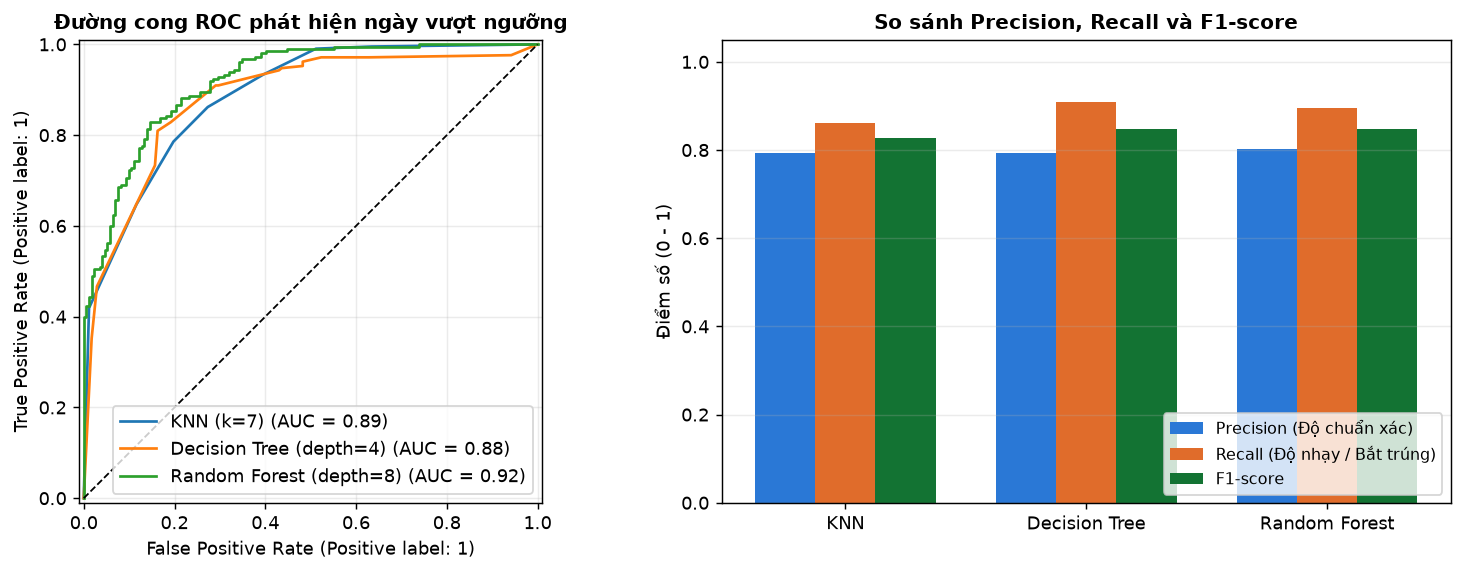 Đường cong ROC phát hiện ngày vượt ngưỡng
True Positive Rate (Positive label: 1)
1.0
0.8
0.6
0.4
0.2
0.0
KNN (k=7) (AUC = 0.89)
Decision Tree (depth=4) (AUC = 0.88)
Random Forest (depth=8) (AUC = 0.92)
0.0 0.2 0.4 0.6 0.8 1.0
False Positive Rate (Positive label: 1)
So sánh Precision, Recall và F1-score
Điểm số (0 - 1)
1.0
0.8
0.6
0.4
0.2
0.0
Precision (Độ chuẩn xác)
Recall (Độ nhạy / Bắt trúng)
F1-score
KNN Decision Tree Random Forest